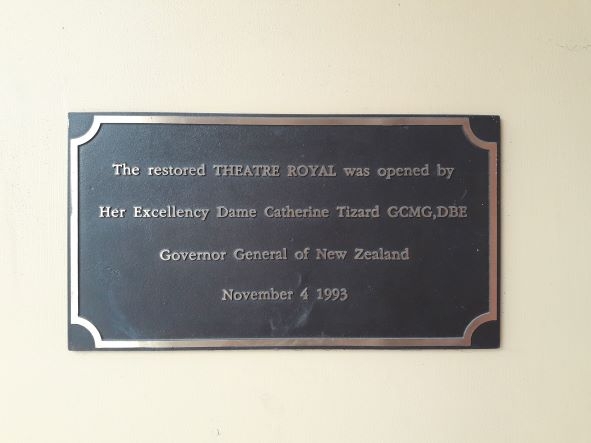 The restored THEATRE ROYAL was opened by
Her Excellency Dame Catherine Tizard GCMG,DBE
Governor General of New Zealand
November 4 1993